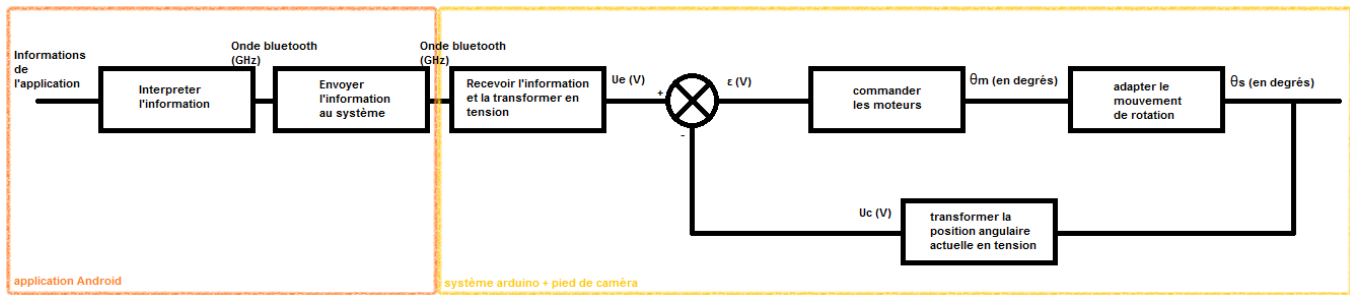 Informations
de
l'application
Interpreter
l'information
Onde bluetooth
(GHz)
Envoyer
l'information
au système
Onde bluetooth
(GHz)
Recevoir l'information
et la transformer en
tension
Ue (V)
+
-
ε (V)
commander
les moteurs
θm (en degrés)
adapter le
mouvement
de rotation
θs (en degrés)
Uc (V)
transformer la
position angulaire
actuelle en tension
application Android
système arduino + pied de camèra